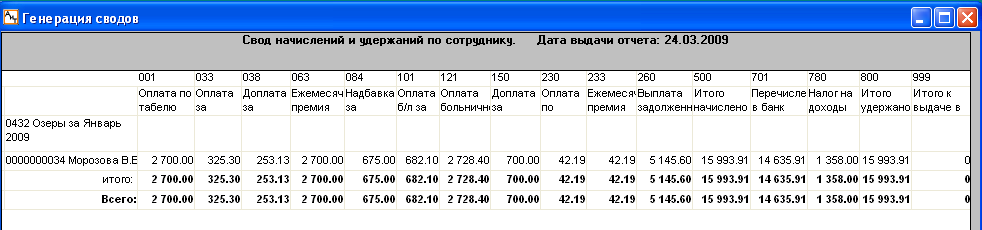 Генерация сводов
Свод начислений и удержаний по сотруднику. Дата выдачи отчета: 24.03.2009
001 033 038 063 084 101 121 150 230 233 260 500 701 780 800 999
Оплата по Оплата Доплата Ежемесяч Надбавка Оплата Оплата Доплата Оплата Ежемесяч Выплата Итого Перечисле Налог на Итого Итого к
табелю за за премия за б/л за больничн за по премия задолженн начислено в банк доходы удержано выдаче в
0432 Озеры за Январь
2009
0000000034 Морозова В.Е 2 700.00 325.30 253.13 2 700.00 675.00 682.10 2 728.40 700.00 42.19 42.19 5 145.60 15 993.91 14 635.91 1 358.00 15 993.91 0
итого: 2 700.00 325.30 253.13 2 700.00 675.00 682.10 2 728.40 700.00 42.19 42.19 5 145.60 15 993.91 14 635.91 1 358.00 15 993.91 0
Всего: 2 700.00 325.30 253.13 2 700.00 675.00 682.10 2 728.40 700.00 42.19 42.19 5 145.60 15 993.91 14 635.91 1 358.00 15 993.91 0